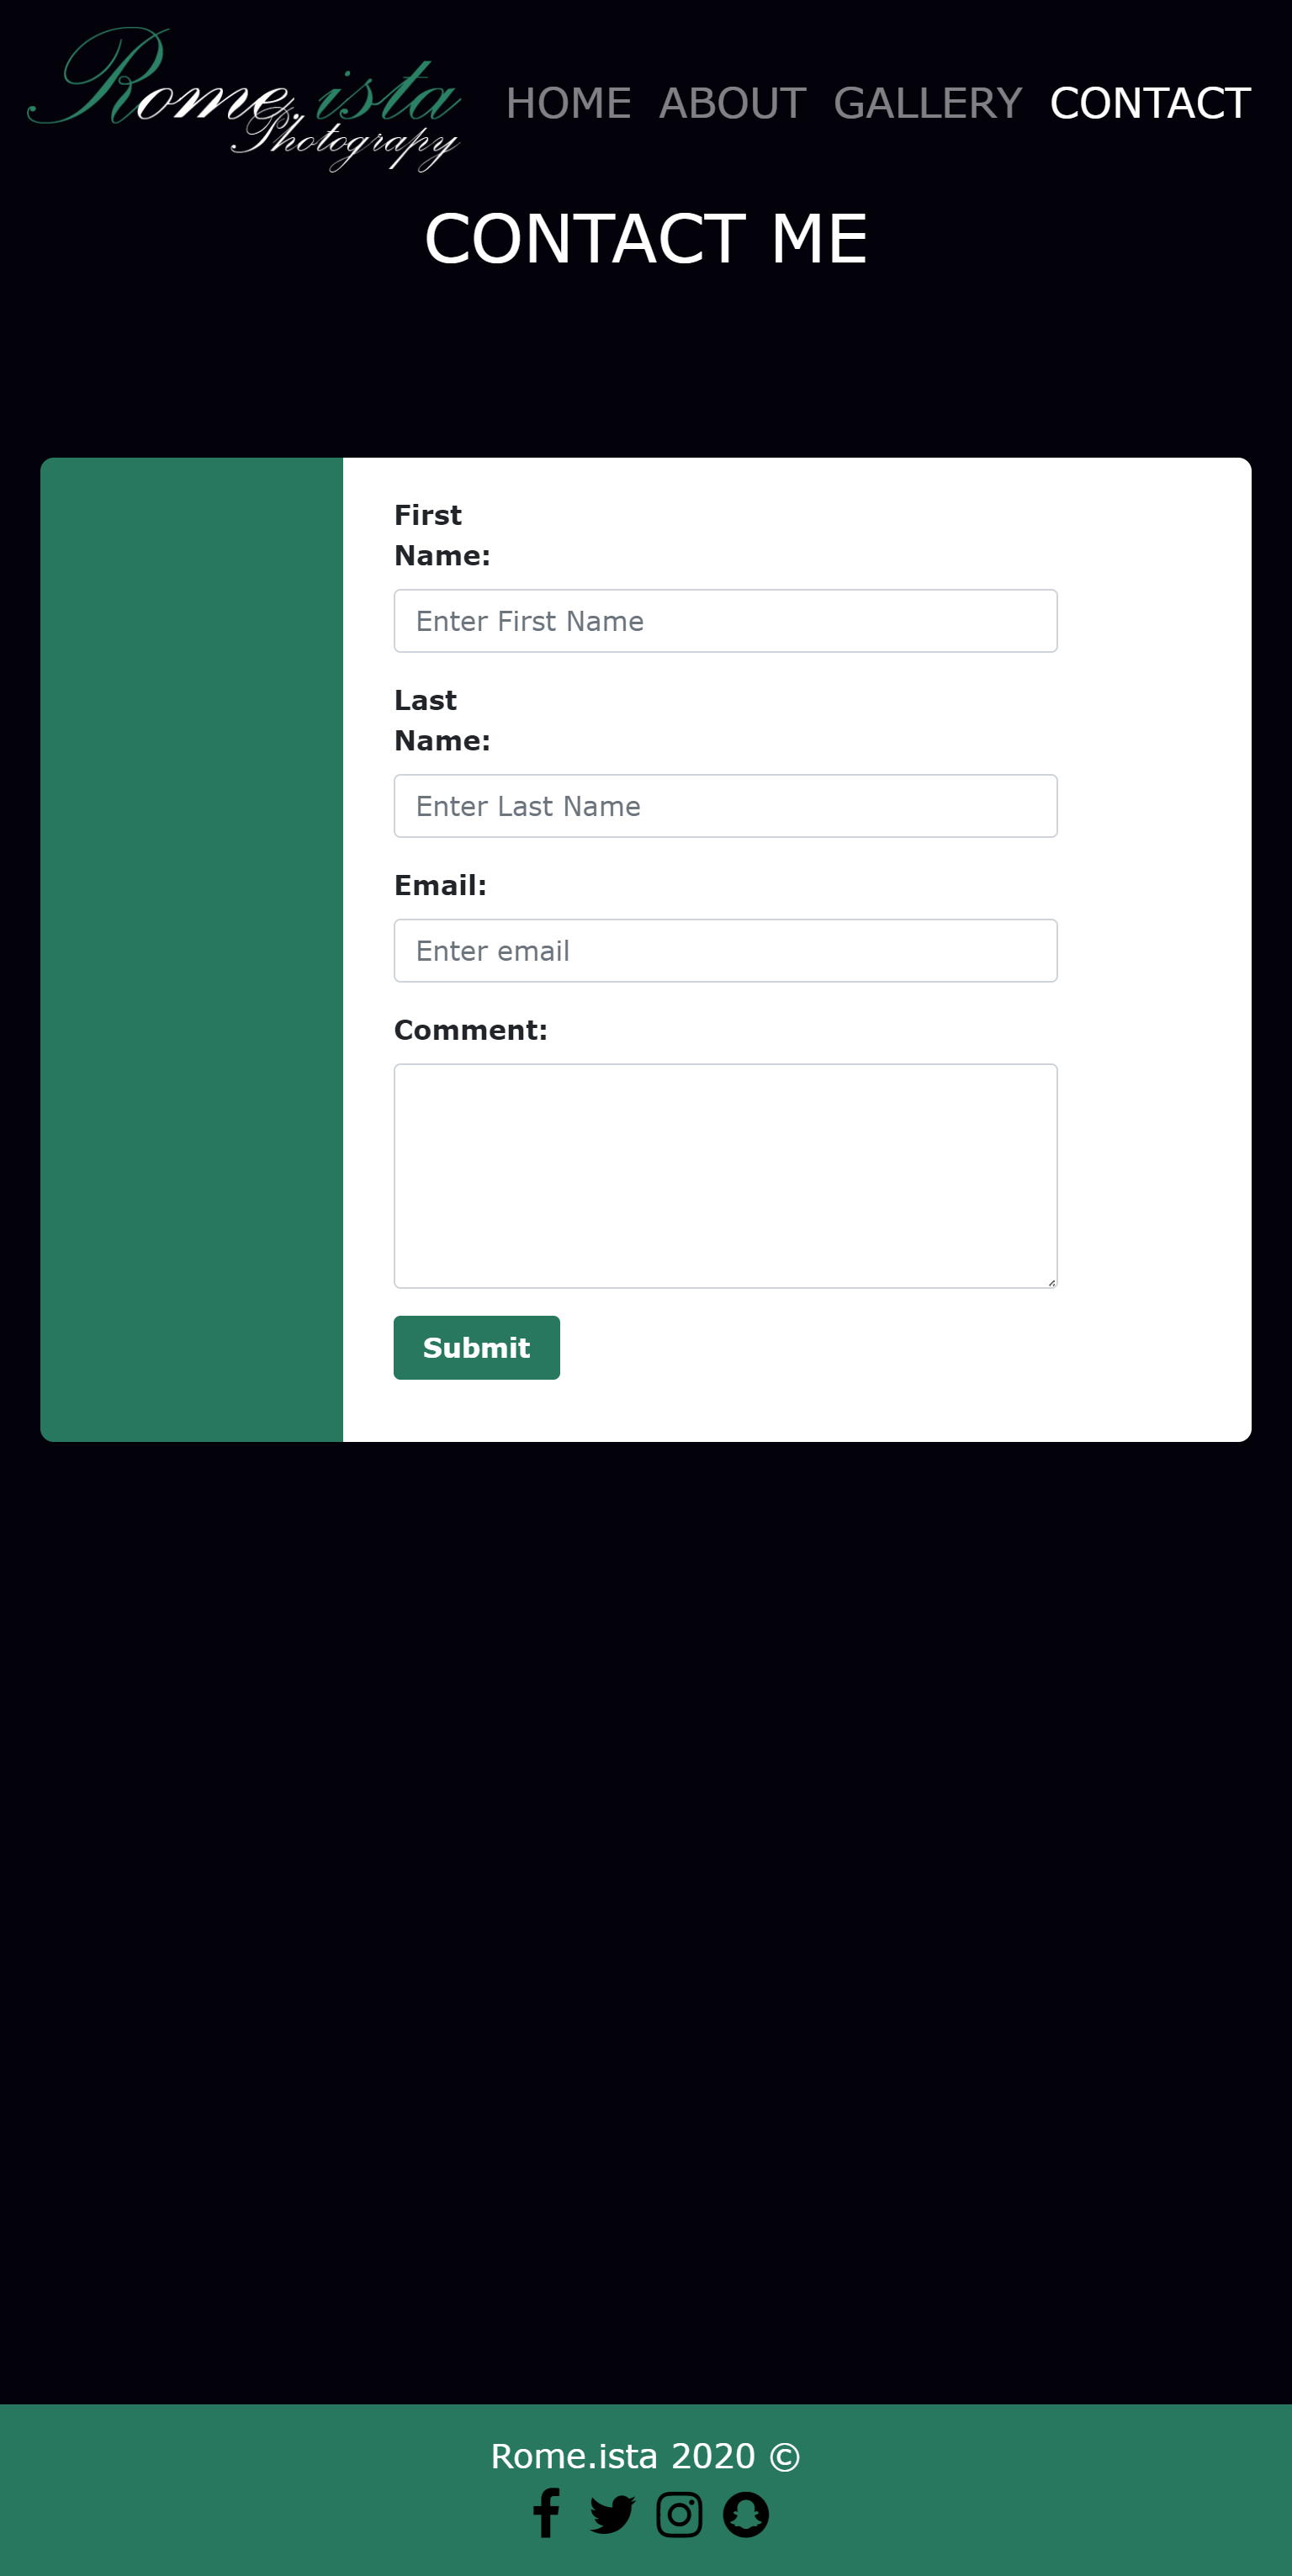 Rome.ista
Photograpy
HOME ABOUT GALLERY CONTACT
CONTACT ME
First
Name:
Enter First Name
Last
Name:
Enter Last Name
Email:
Enter email
Comment:
Submit
Rome.ista 2020 ©